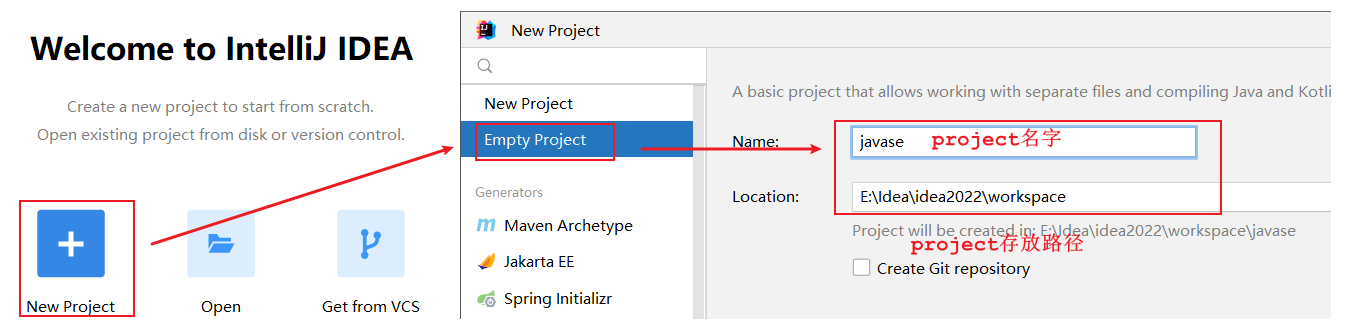 Welcome to IntelliJ IDEA
Create a new project to start from scratch.
Open existing project from disk or version control.
New Project
Open
Get from VCS
New Project
New Project
Empty Project
Generators
Maven Archetype
Jakarta EE
Spring Initializr
A basic project that allows working with separate files and compiling Java and Kotli
Name:
javase
project名字
Location:
E:\Idea\idea2022\workspace
Project will be created in: E:\Idea\idea2022\workspace\javase
project存放路径
Create Git repository